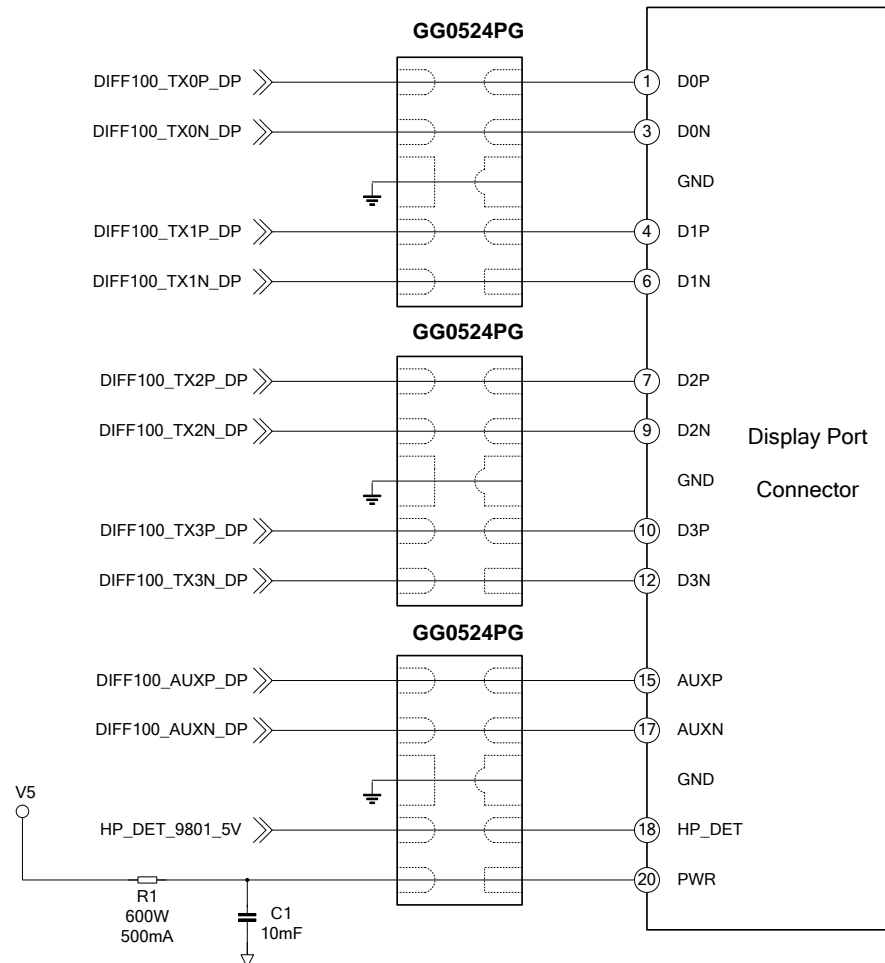 GG0524PG
DIFF100_TX0P_DP
1
D0P
DIFF100_TX0N_DP
3
D0N
GND
DIFF100_TX1P_DP
4
D1P
DIFF100_TX1N_DP
6
D1N
GG0524PG
DIFF100_TX2P_DP
7
D2P
DIFF100_TX2N_DP
9
D2N
Display Port
Connector
GND
DIFF100_TX3P_DP
10
D3P
DIFF100_TX3N_DP
12
D3N
GG0524PG
DIFF100_AUXP_DP
15
AUXP
DIFF100_AUXN_DP
17
AUXN
GND
V5
HP_DET_9801_5V
18
HP_DET
20
PWR
R1
600W
500mA
C1
10mF